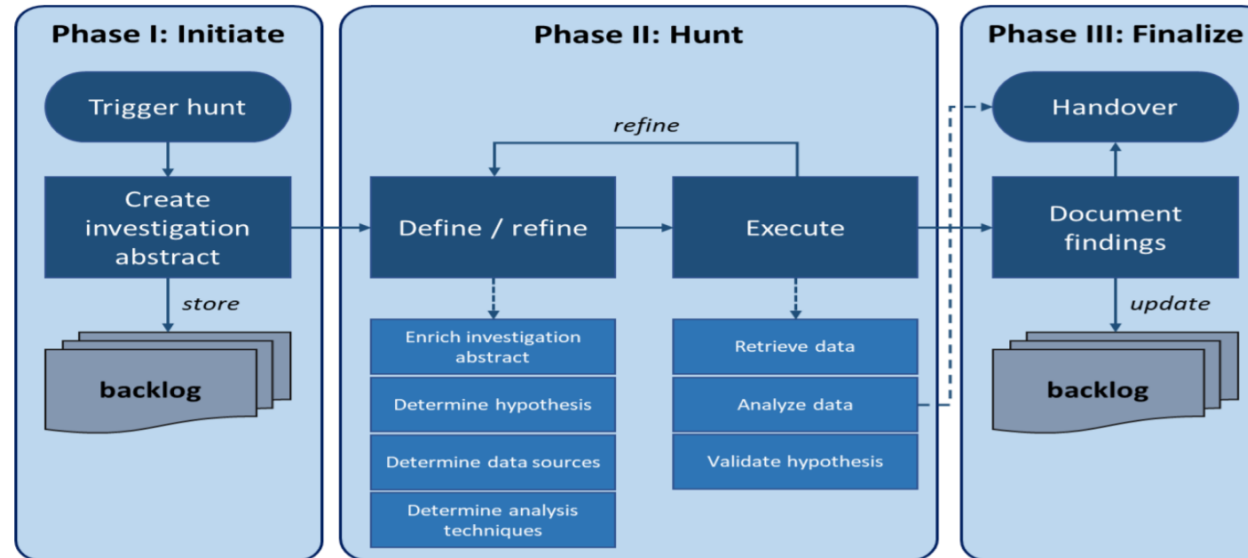 Phase I: Initiate
Trigger hunt
Create
investigation
abstract
store
backlog
Phase II: Hunt
refine
Define / refine
Execute
Enrich investigation
abstract
Determine hypothesis
Determine data sources
Determine analysis
techniques
Retrieve data
Analyze data
Validate hypothesis
Phase III: Finalize
Handover
Document
findings
update
backlog